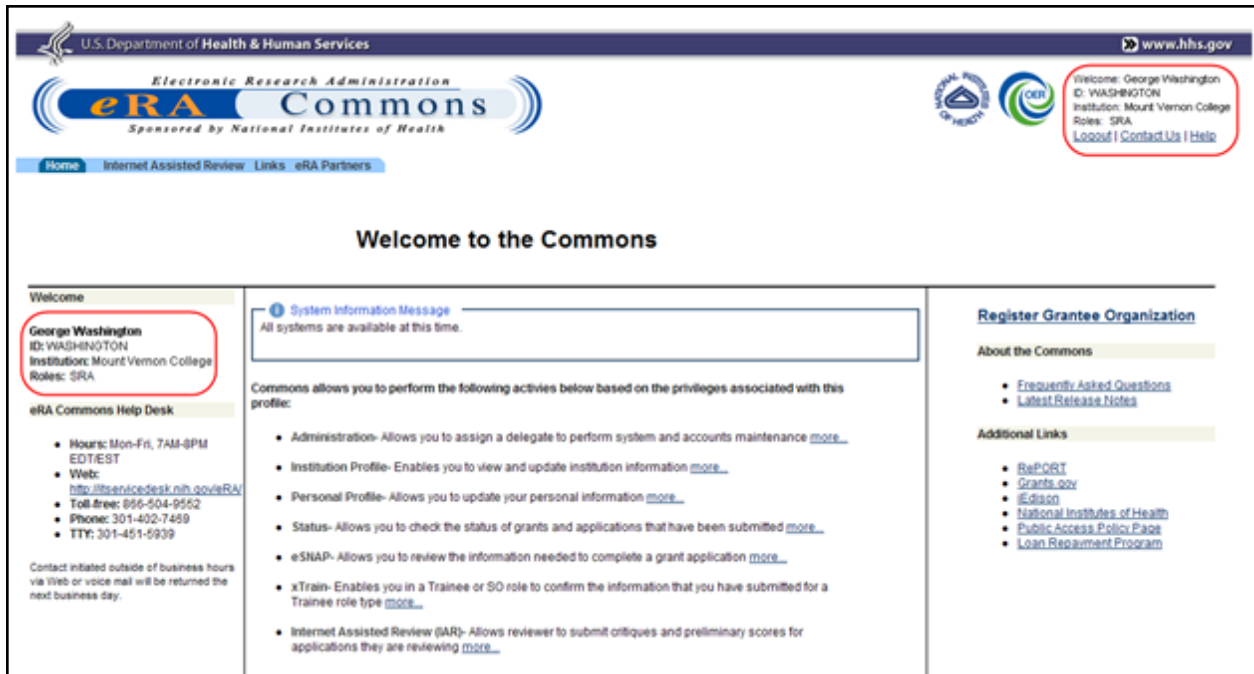 U.S. Department of Health & Human Services
www.hhs.gov
Electronic Research Administration
eRA Commons
Sponsored by National Institutes of Health
NATIONAL INSTITUTES OF HEALTH
OER
Welcome: George Washington
ID: WASHINGTON
Institution: Mount Vernon College
Roles: SRA
Logout | Contact Us | Help
Home Internet Assisted Review Links eRA Partners
Welcome to the Commons
Welcome
George Washington
ID: WASHINGTON
Institution: Mount Vernon College
Roles: SRA
eRA Commons Help Desk
• Hours: Mon-Fri, 7AM-8PM
EDT/EST
• Web:
http://itservicedesk.nih.gov/eRA/
• Toll-free: 866-504-9552
• Phone: 301-402-7469
• TTY: 301-451-5939
Contact initiated outside of business hours
via Web or voice mail will be returned the
next business day.
System Information Message
All systems are available at this time.
Commons allows you to perform the following activies below based on the privileges associated with this
profile:
• Administration- Allows you to assign a delegate to perform system and accounts maintenance more...
• Institution Profile- Enables you to view and update institution information more...
• Personal Profile- Allows you to update your personal information more...
• Status- Allows you to check the status of grants and applications that have been submitted more...
• eSNAP- Allows you to review the information needed to complete a grant application more...
• xTrain- Enables you in a Trainee or SO role to confirm the information that you have submitted for a
Trainee role type more...
• Internet Assisted Review (IAR)- Allows reviewer to submit critiques and preliminary scores for
applications they are reviewing more...
Register Grantee Organization
About the Commons
• Frequently Asked Questions
• Latest Release Notes
Additional Links
• RePORT
• Grants.gov
• iEdison
• National Institutes of Health
• Public Access Policy Page
• Loan Repayment Program